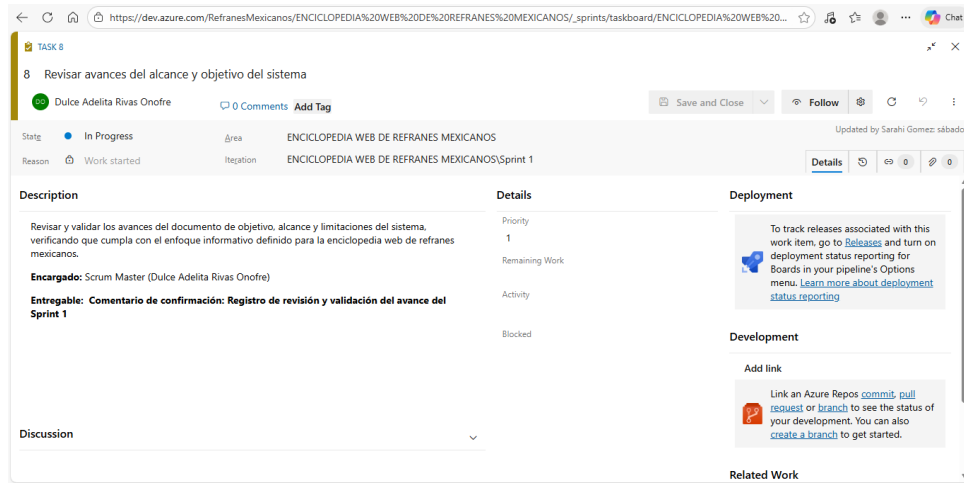 https://dev.azure.com/RefranesMexicanos/ENCICLOPEDIA%20WEB%20DE%20REFRANES%20MEXICANOS/_sprints/taskboard/ENCICLOPEDIA%20WEB%20...
Chat
TASK 8
8 Revisar avances del alcance y objetivo del sistema
DO Dulce Adelita Rivas Onofre
0 Comments Add Tag
Save and Close
Follow
State In Progress
Area ENCICLOPEDIA WEB DE REFRANES MEXICANOS
Updated by Sarahi Gomez: sábado
Reason Work started
Iteration ENCICLOPEDIA WEB DE REFRANES MEXICANOS\Sprint 1
Details 0 0
Description
Revisar y validar los avances del documento de objetivo, alcance y limitaciones del sistema,
verificando que cumpla con el enfoque informativo definido para la enciclopedia web de refranes
mexicanos.
Encargado: Scrum Master (Dulce Adelita Rivas Onofre)
Entregable: Comentario de confirmación: Registro de revisión y validación del avance del
Sprint 1
Discussion
Details
Priority
1
Remaining Work
Activity
Blocked
Deployment
To track releases associated with this
work item, go to Releases and turn on
deployment status reporting for
Boards in your pipeline's Options
menu. Learn more about deployment
status reporting
Development
Add link
Link an Azure Repos commit, pull
request or branch to see the status of
your development. You can also
create a branch to get started.
Related Work